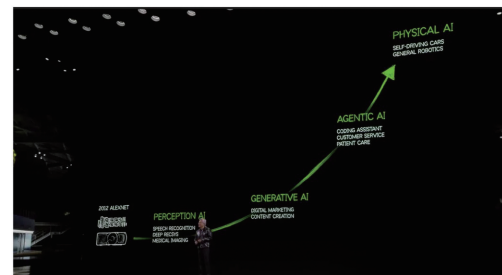 PHYSICAL AI
SELF-DRIVING CARS
GENERAL ROBOTICS
AGENTIC AI
CODING ASSISTANT
CUSTOMER SERVICE
PATIENT CARE
GENERATIVE AI
DIGITAL MARKETING
CONTENT CREATION
2012 ALEXNET
PERCEPTION AI
SPEECH RECOGNITION
DEEP RECSYS
MEDICAL IMAGING